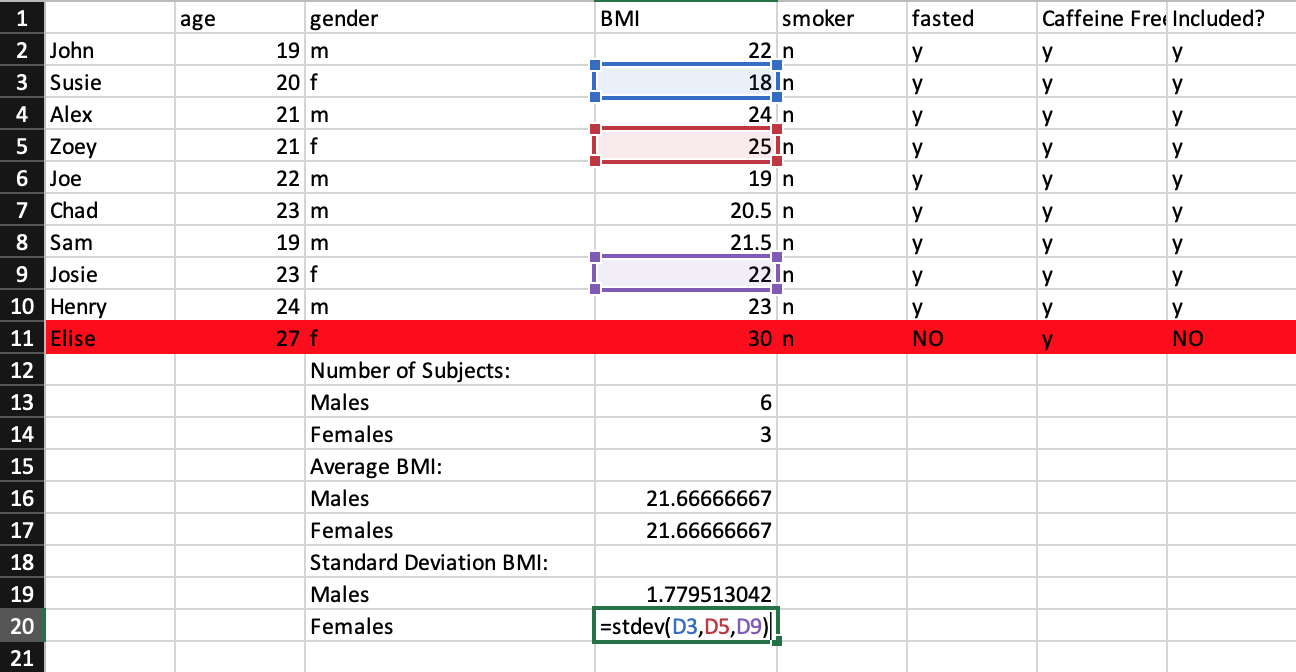 1 age gender BMI smoker fasted Caffeine Free Included?
2 John 19 m 22 n y y y
3 Susie 20 f 18 n y y y
4 Alex 21 m 24 n y y y
5 Zoey 21 f 25 n y y y
6 Joe 22 m 19 n y y y
7 Chad 23 m 20.5 n y y y
8 Sam 19 m 21.5 n y y y
9 Josie 23 f 22 n y y y
10 Henry 24 m 23 n y y y
11 Elise 27 f 30 n NO y NO
12 Number of Subjects:
13 Males 6
14 Females 3
15 Average BMI:
16 Males 21.66666667
17 Females 21.66666667
18 Standard Deviation BMI:
19 Males 1.779513042
20 Females =stdev(D3,D5,D9)
21